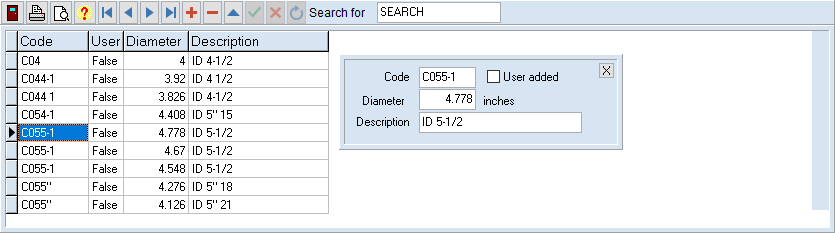 ? Search for SEARCH
Code User Diameter Description
C04 False 4 ID 4-1/2
C044-1 False 3.92 ID 4 1/2
C044 1 False 3.826 ID 4-1/2
C054-1 False 4.408 ID 5" 15
C055-1 False 4.778 ID 5-1/2
C055-1 False 4.67 ID 5-1/2
C055-1 False 4.548 ID 5-1/2
C055" False 4.276 ID 5" 18
C055" False 4.126 ID 5" 21
Code C055-1 User added X
Diameter 4.778 inches
Description ID 5-1/2